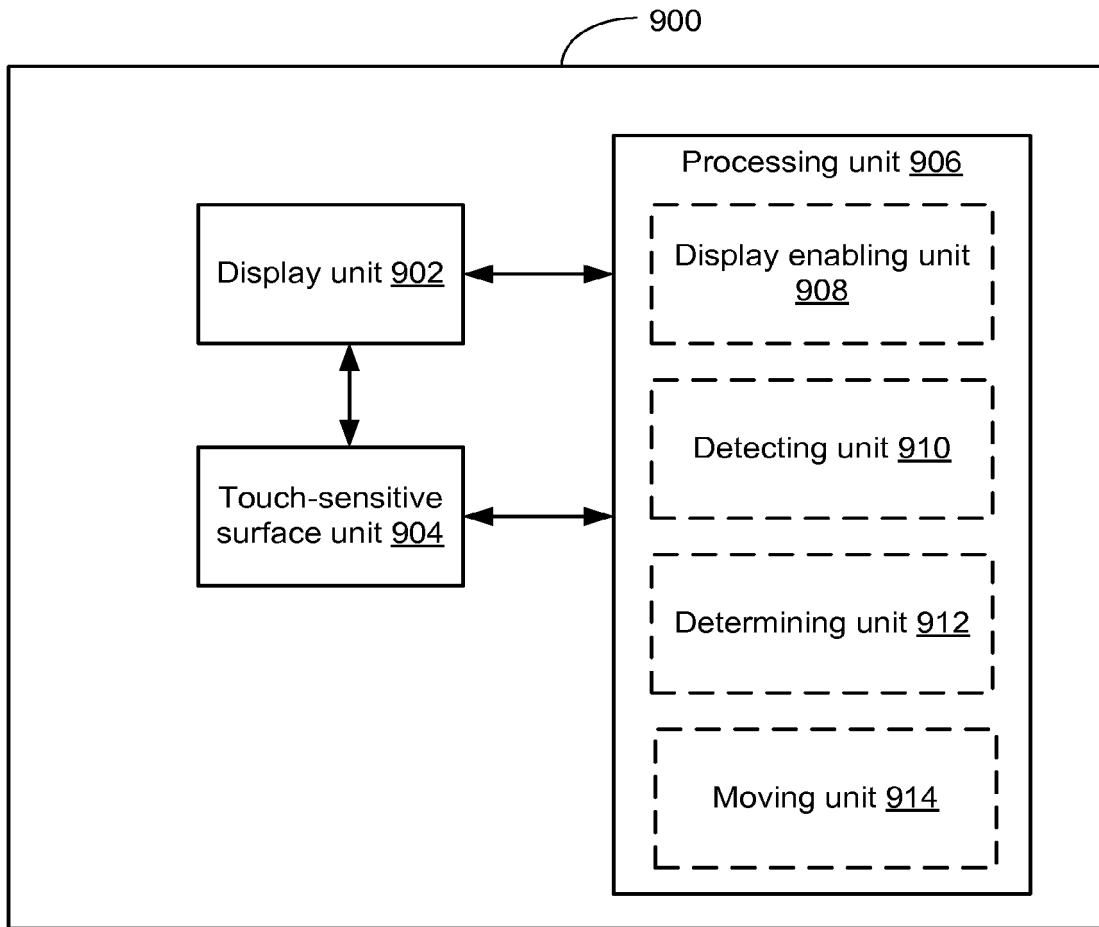 900
Processing unit 906
Display enabling unit
908
Display unit 902
Detecting unit 910
Touch-sensitive
surface unit 904
Determining unit 912
Moving unit 914